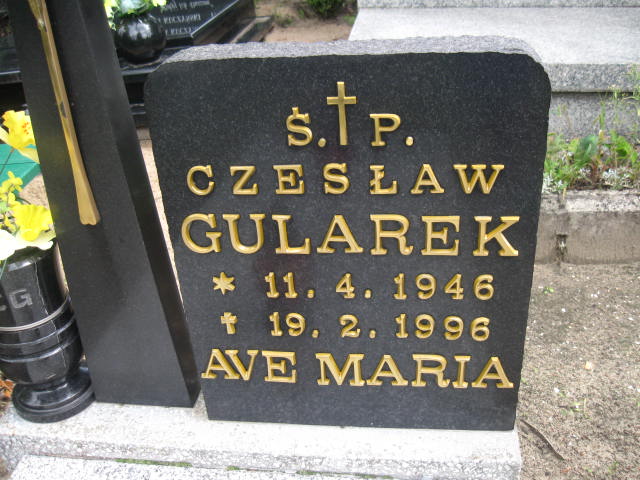 Ś. P.
CZESŁAW
GULAREK
* 11. 4. 1946
✝ 19. 2. 1996
AVE MARIA